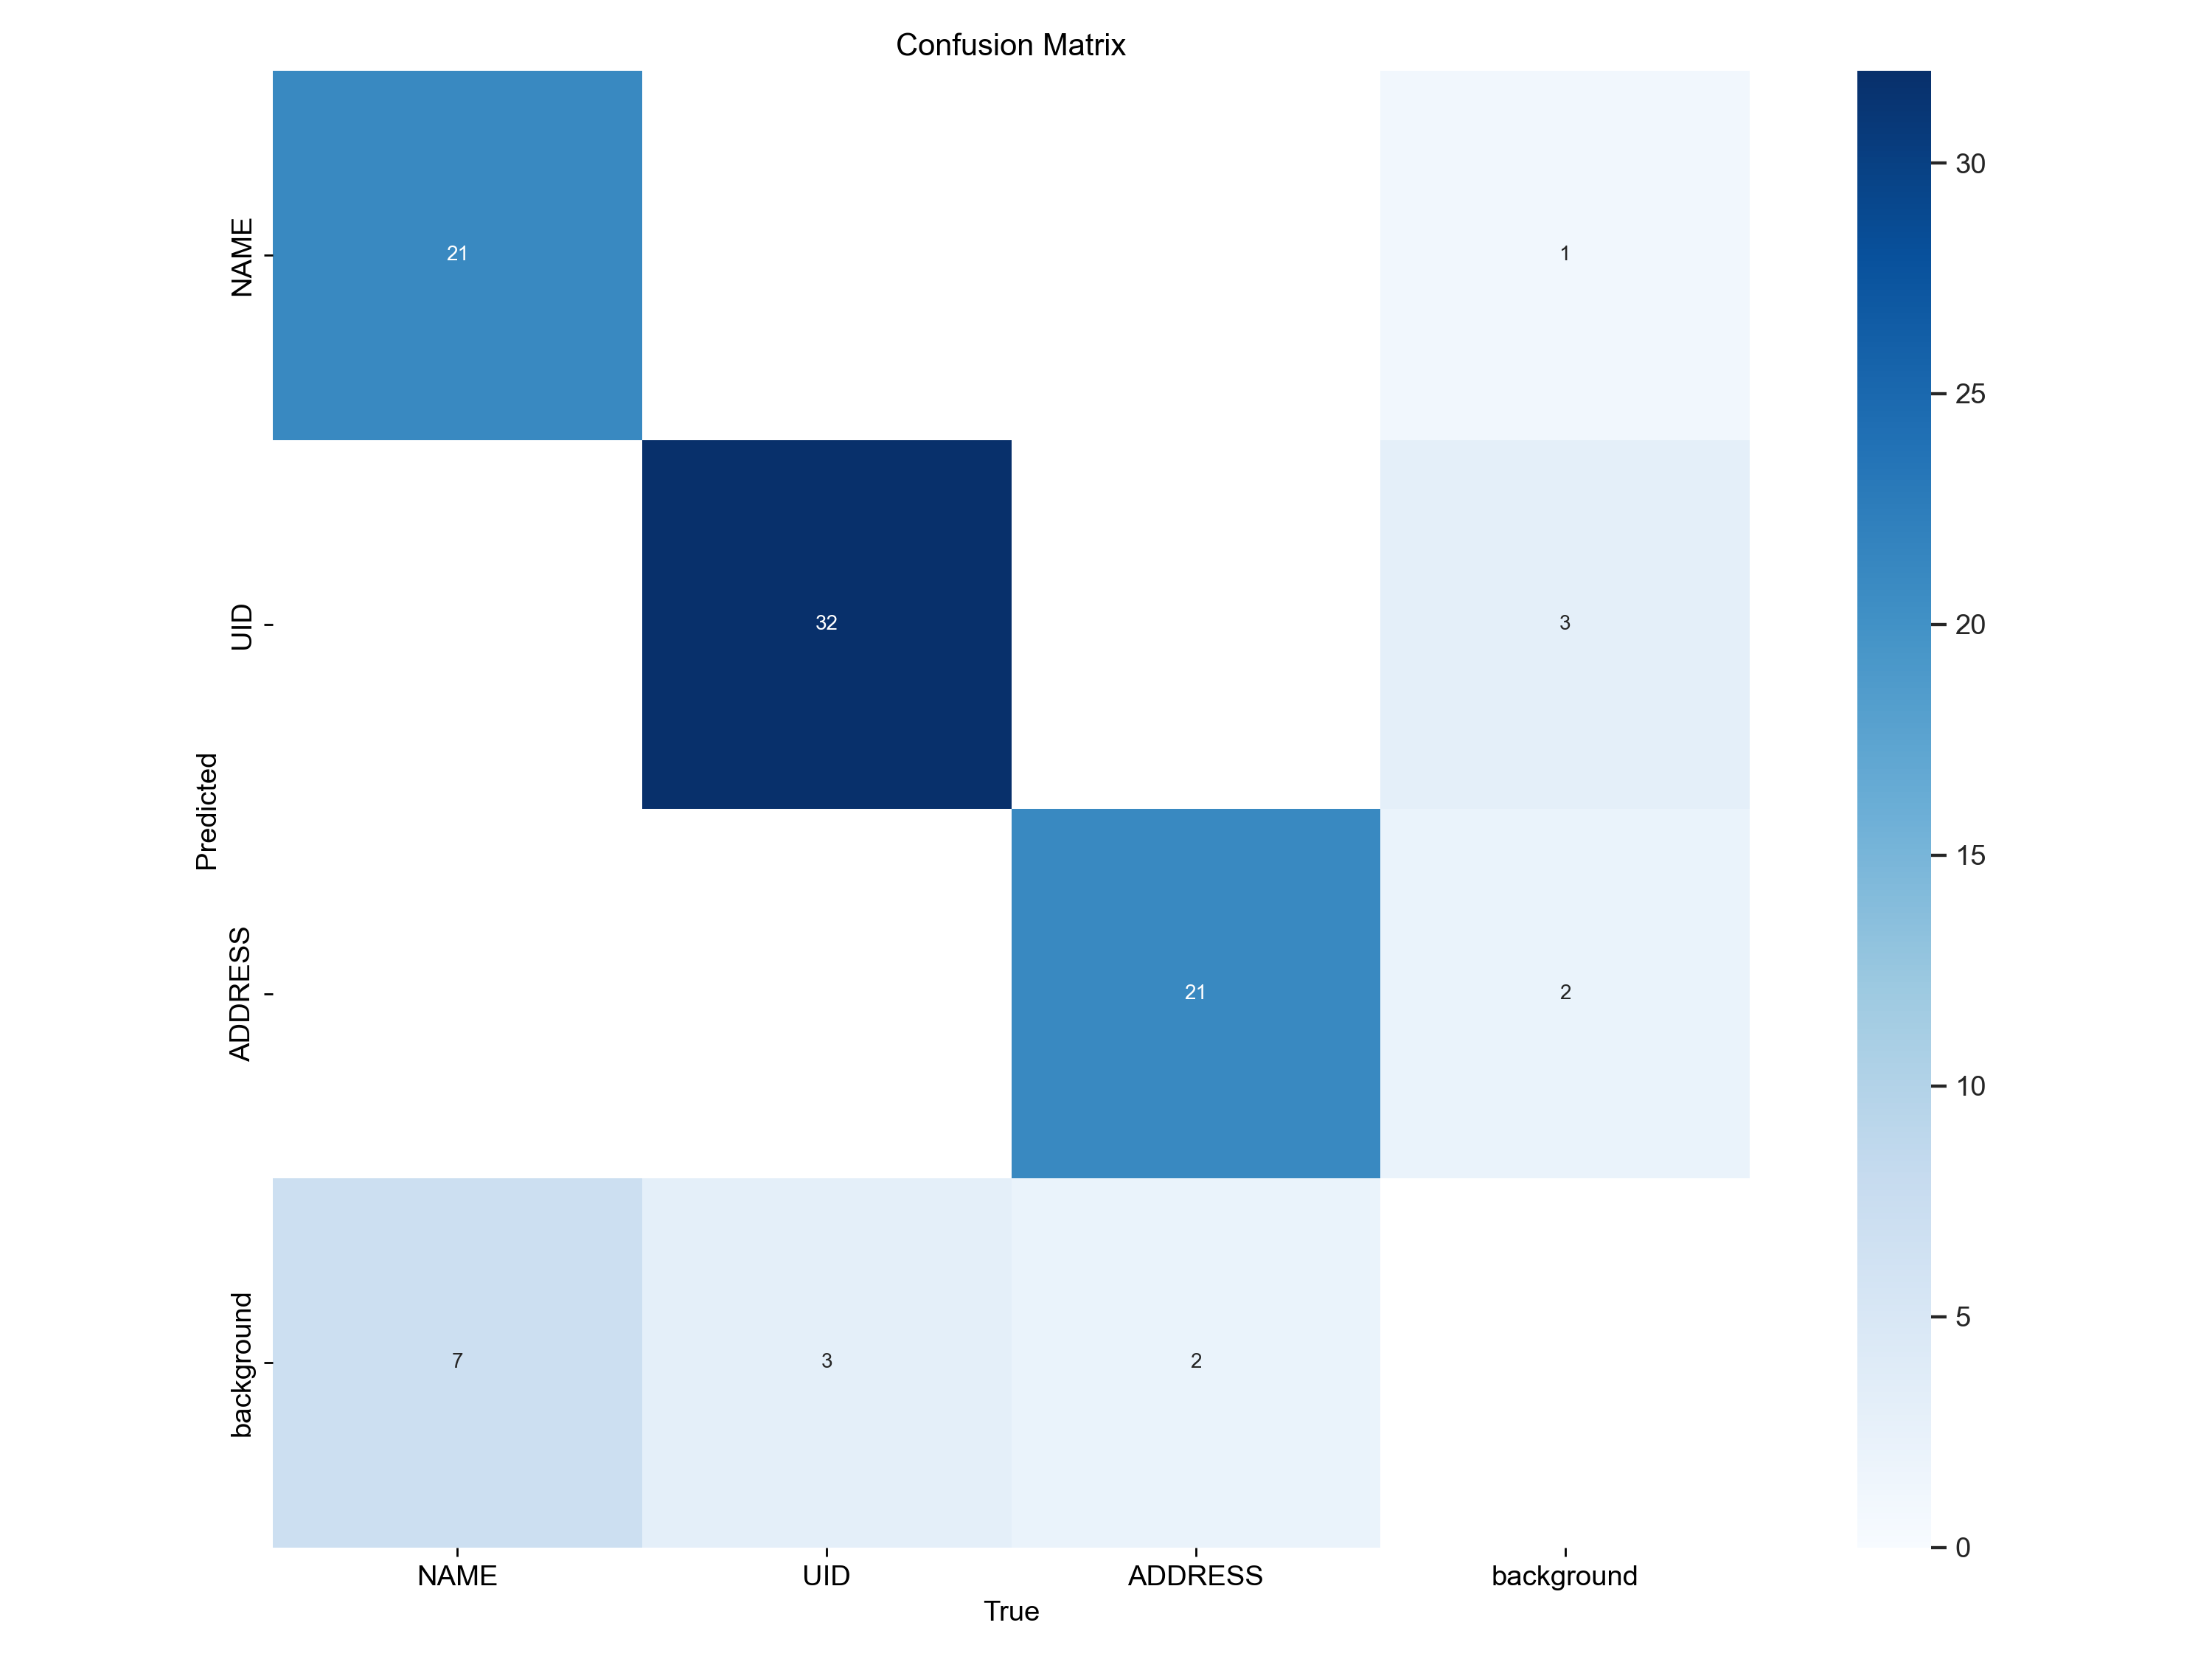 Confusion Matrix
NAME
21
1
30
25
UID
32
3
20
Predicted
15
ADDRESS
21
2
10
background
7
3
2
5
0
NAME UID ADDRESS background
True